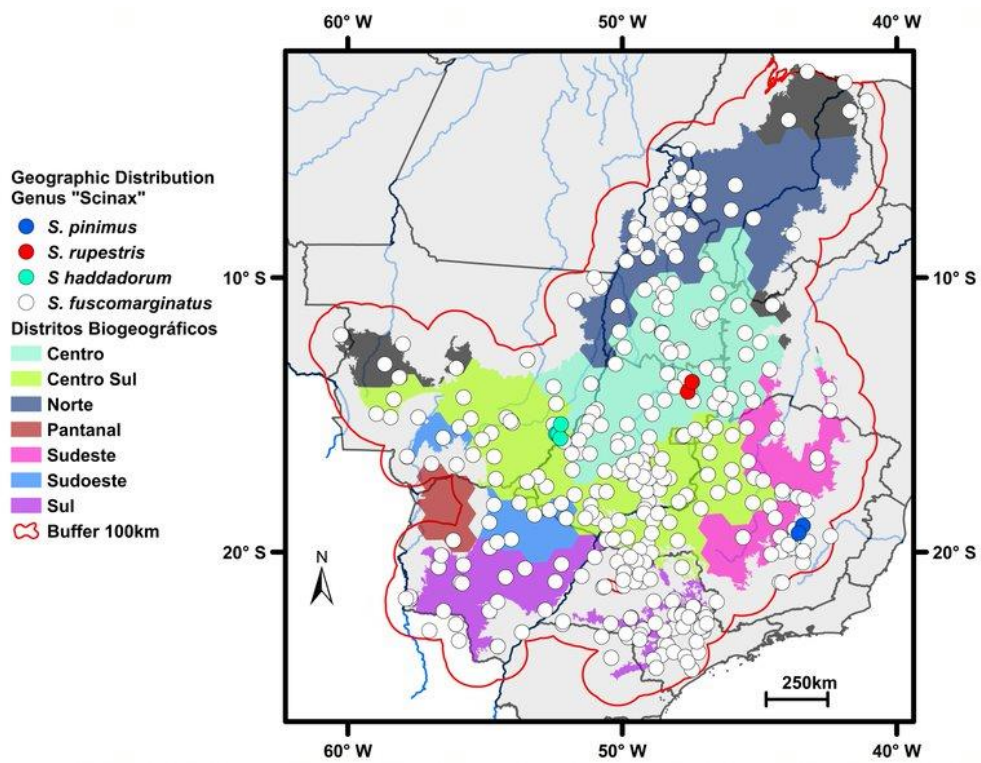 60° W 50° W 40° W
Geographic Distribution
Genus "Scinax"
S. pinimus
S. rupestris
S haddadorum
S. fuscomarginatus
Distritos Biogeográficos
Centro
Centro Sul
Norte
Pantanal
Sudeste
Sudoeste
Sul
Buffer 100km
10° S 10° S
20° S 20° S
N
250km
60° W 50° W 40° W